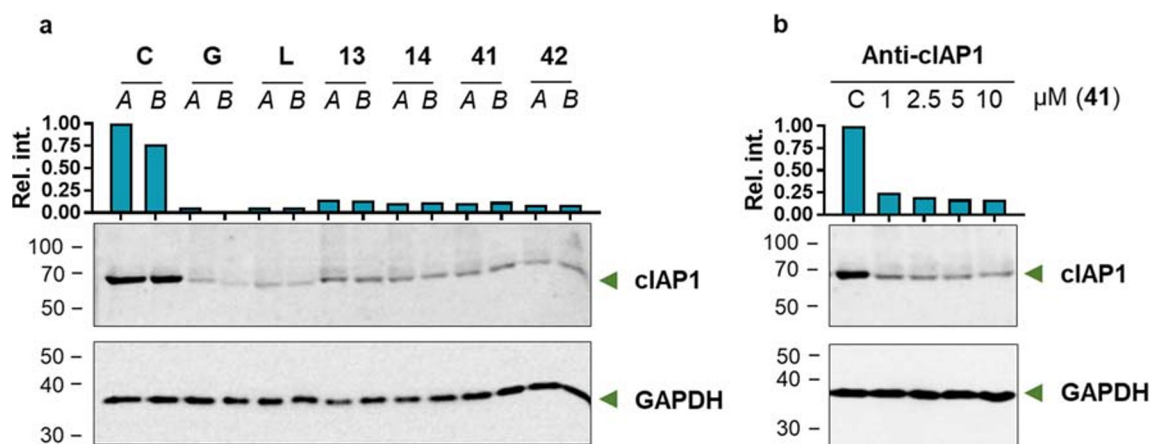 a
C G L 13 14 41 42
A B A B A B A B A B A B A B
Rel. int.
1.00
0.75
0.50
0.25
0.00
100
70
50
cIAP1
50
40
30
GAPDH
b
Anti-cIAP1
C 1 2.5 5 10 µM (41)
Rel. int.
1.00
0.75
0.50
0.25
0.00
100
70
50
cIAP1
50
40
30
GAPDH